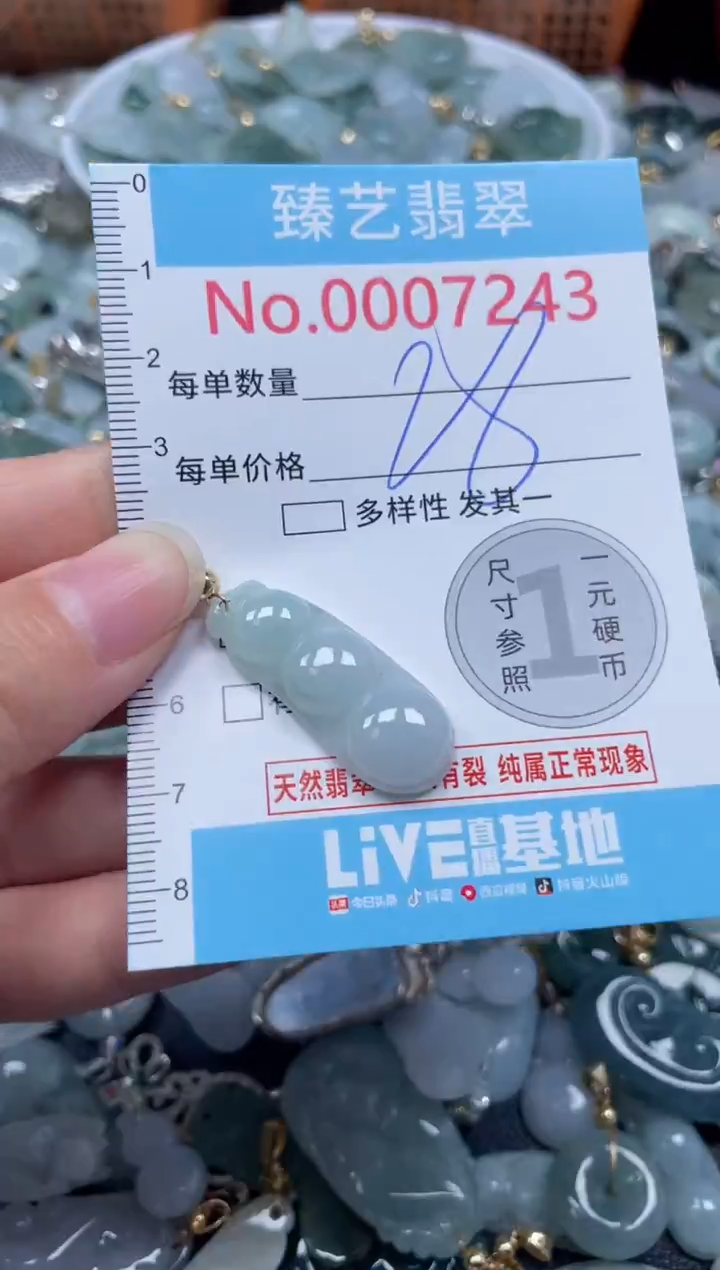 臻艺翡翠
No.0007243
0
1
2
3
6
7
8
每单数量
28
每单价格
多样性 发其一
尺寸参照
1
一元硬币
天然翡翠 有裂 纯属正常现象
LiVE直播基地
头条 今日头条 抖音 西瓜视频 抖音火山版